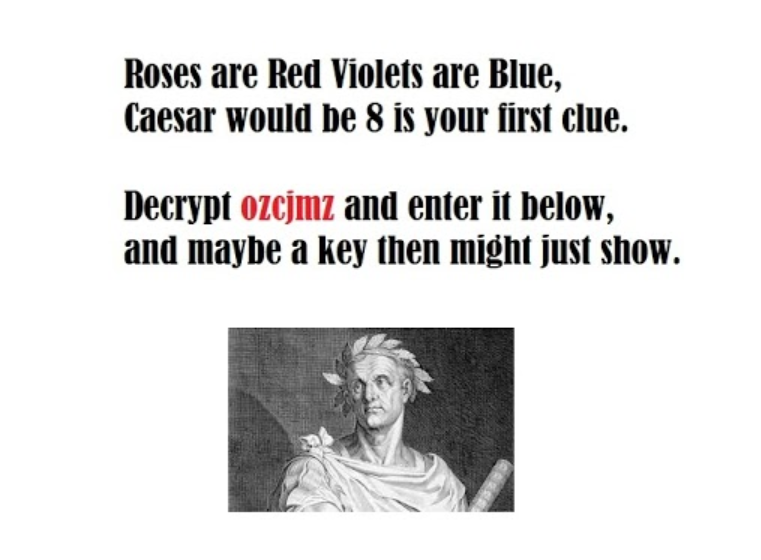 Roses are Red Violets are Blue,
Caesar would be 8 is your first clue.
Decrypt ozcjmz and enter it below,
and maybe a key then might just show.